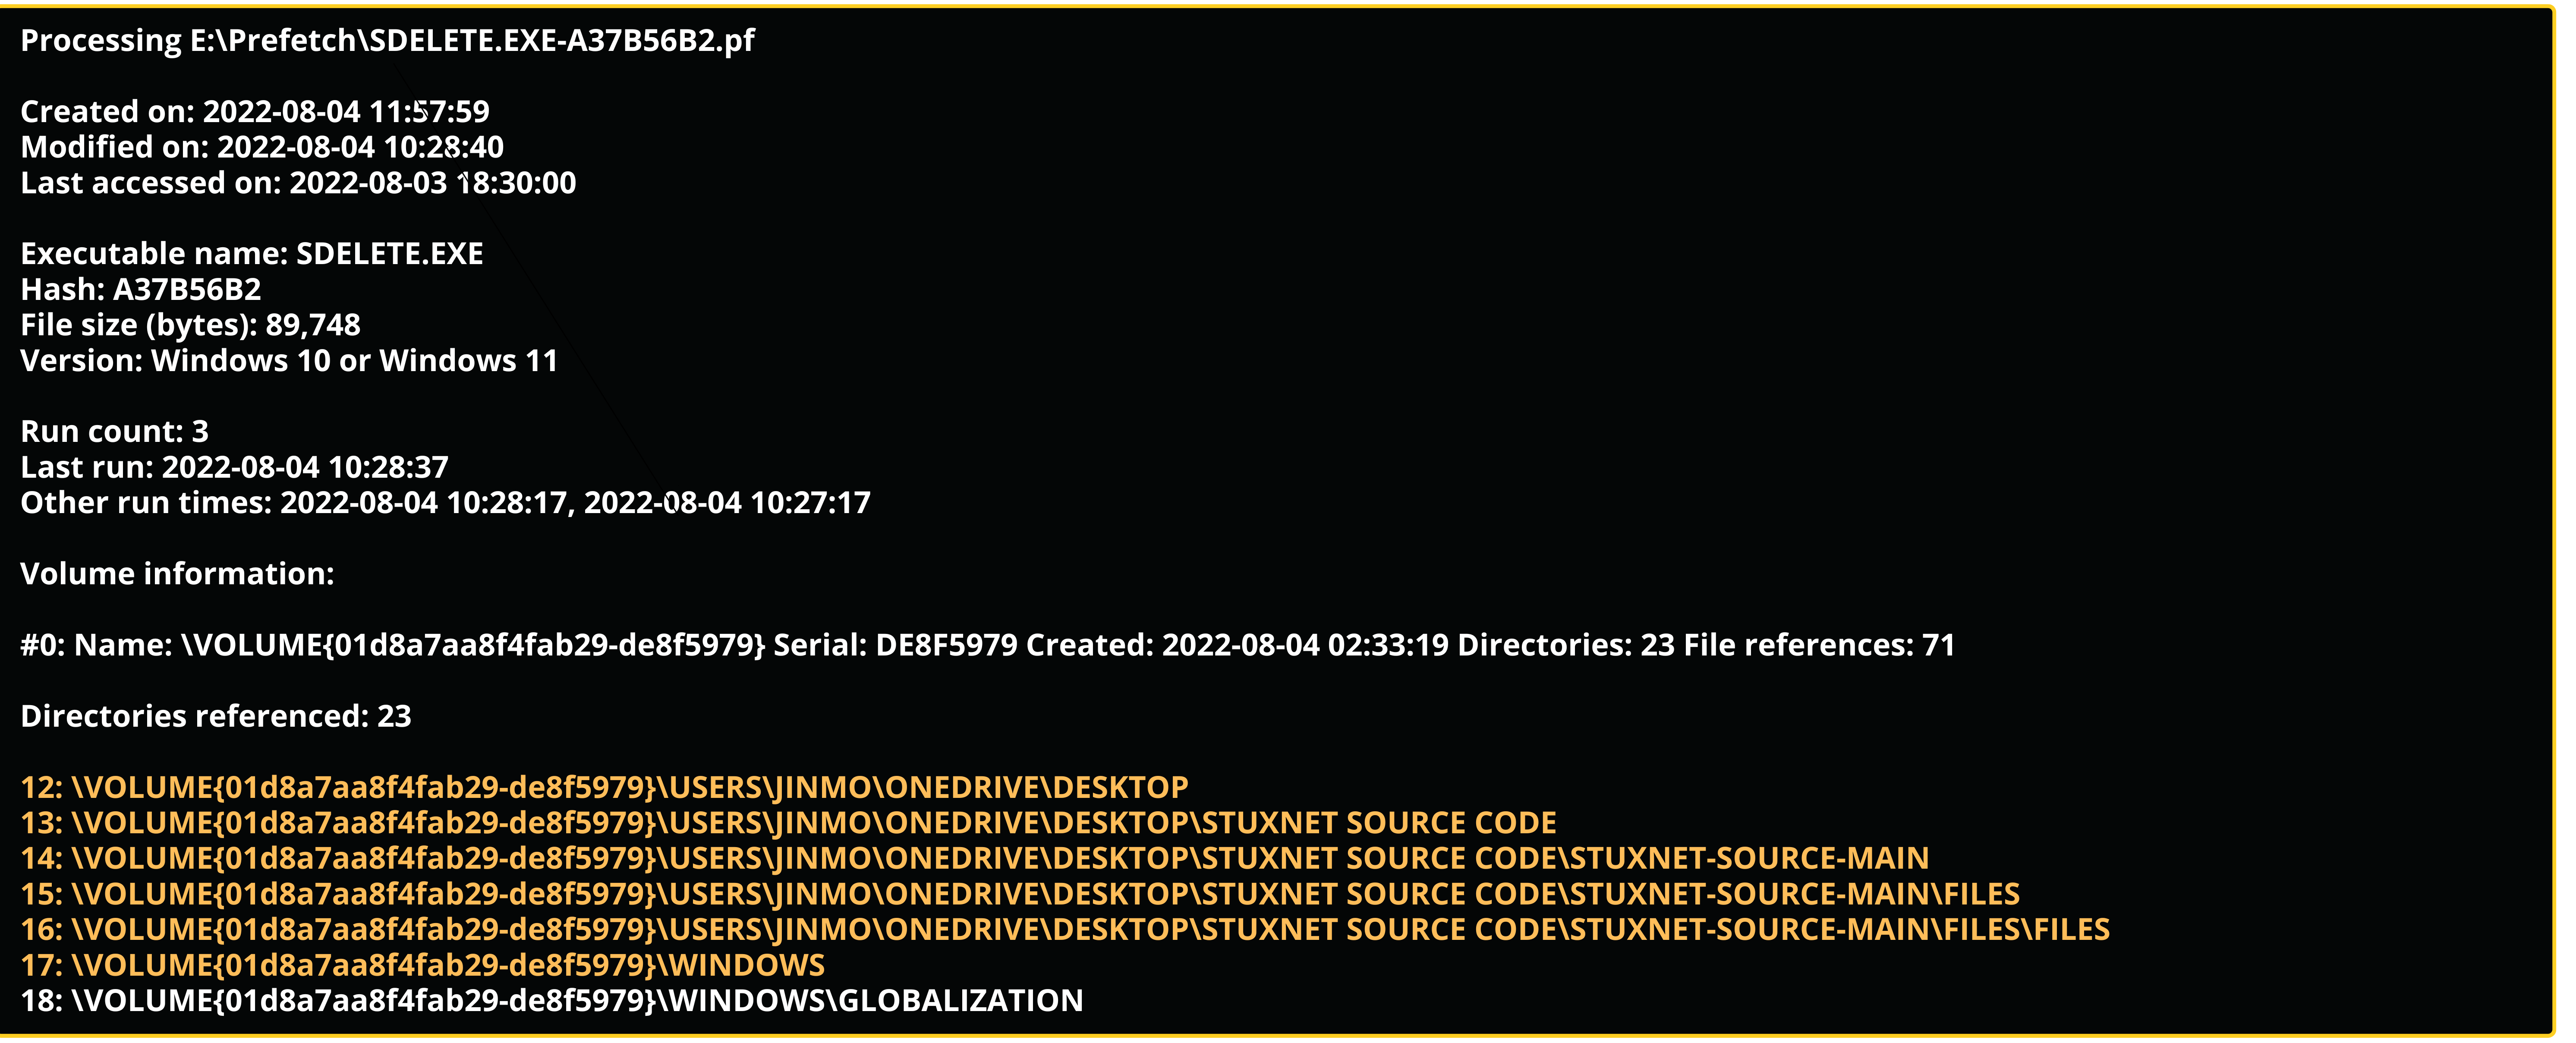 Processing E:\Prefetch\SDELETE.EXE-A37B56B2.pf
Created on: 2022-08-04 11:57:59
Modified on: 2022-08-04 10:28:40
Last accessed on: 2022-08-03 18:30:00
Executable name: SDELETE.EXE
Hash: A37B56B2
File size (bytes): 89,748
Version: Windows 10 or Windows 11
Run count: 3
Last run: 2022-08-04 10:28:37
Other run times: 2022-08-04 10:28:17, 2022-08-04 10:27:17
Volume information:
#0: Name: \VOLUME{01d8a7aa8f4fab29-de8f5979} Serial: DE8F5979 Created: 2022-08-04 02:33:19 Directories: 23 File references: 71
Directories referenced: 23
12: \VOLUME{01d8a7aa8f4fab29-de8f5979}\USERS\JINMO\ONEDRIVE\DESKTOP
13: \VOLUME{01d8a7aa8f4fab29-de8f5979}\USERS\JINMO\ONEDRIVE\DESKTOP\STUXNET SOURCE CODE
14: \VOLUME{01d8a7aa8f4fab29-de8f5979}\USERS\JINMO\ONEDRIVE\DESKTOP\STUXNET SOURCE CODE\STUXNET-SOURCE-MAIN
15: \VOLUME{01d8a7aa8f4fab29-de8f5979}\USERS\JINMO\ONEDRIVE\DESKTOP\STUXNET SOURCE CODE\STUXNET-SOURCE-MAIN\FILES
16: \VOLUME{01d8a7aa8f4fab29-de8f5979}\USERS\JINMO\ONEDRIVE\DESKTOP\STUXNET SOURCE CODE\STUXNET-SOURCE-MAIN\FILES\FILES
17: \VOLUME{01d8a7aa8f4fab29-de8f5979}\WINDOWS
18: \VOLUME{01d8a7aa8f4fab29-de8f5979}\WINDOWS\GLOBALIZATION